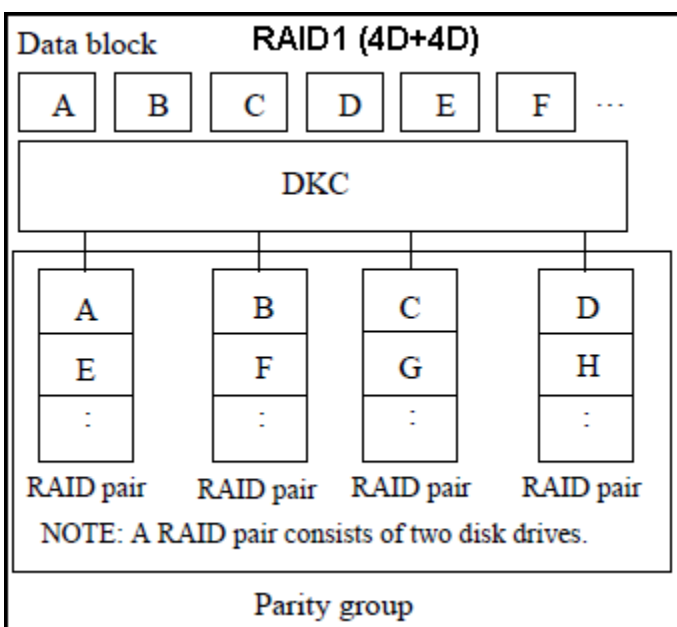 Data block RAID1 (4D+4D)
A B C D E F ...
DKC
A B C D
E F G H
: : : :
RAID pair RAID pair RAID pair RAID pair
NOTE: A RAID pair consists of two disk drives.
Parity group